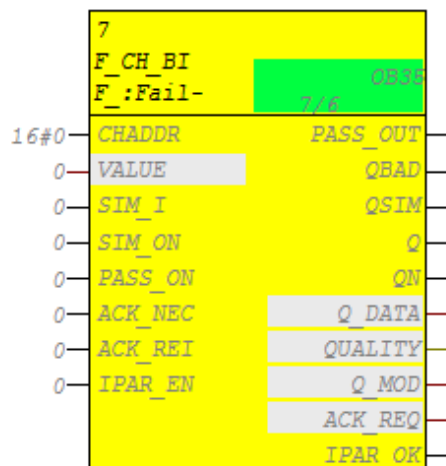 7
F_CH_BI
F_:Fail-
OB35
7/6
16#0 CHADDR PASS_OUT
0 VALUE QBAD
0 SIM_I QSIM
0 SIM_ON Q
0 PASS_ON QN
0 ACK_NEC Q_DATA
0 ACK_REI QUALITY
0 IPAR_EN Q_MOD
ACK_REQ
IPAR_OK